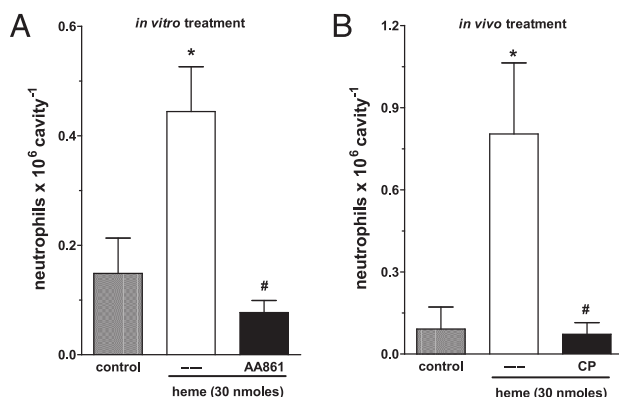 A
in vitro treatment
neutrophils x 10⁶ cavity⁻¹
0.6
0.4
0.2
0.0
*
#
control
––
AA861
heme (30 nmoles)
B
in vivo treatment
neutrophils x 10⁶ cavity⁻¹
1.2
0.9
0.6
0.3
0.0
*
#
control
––
CP
heme (30 nmoles)